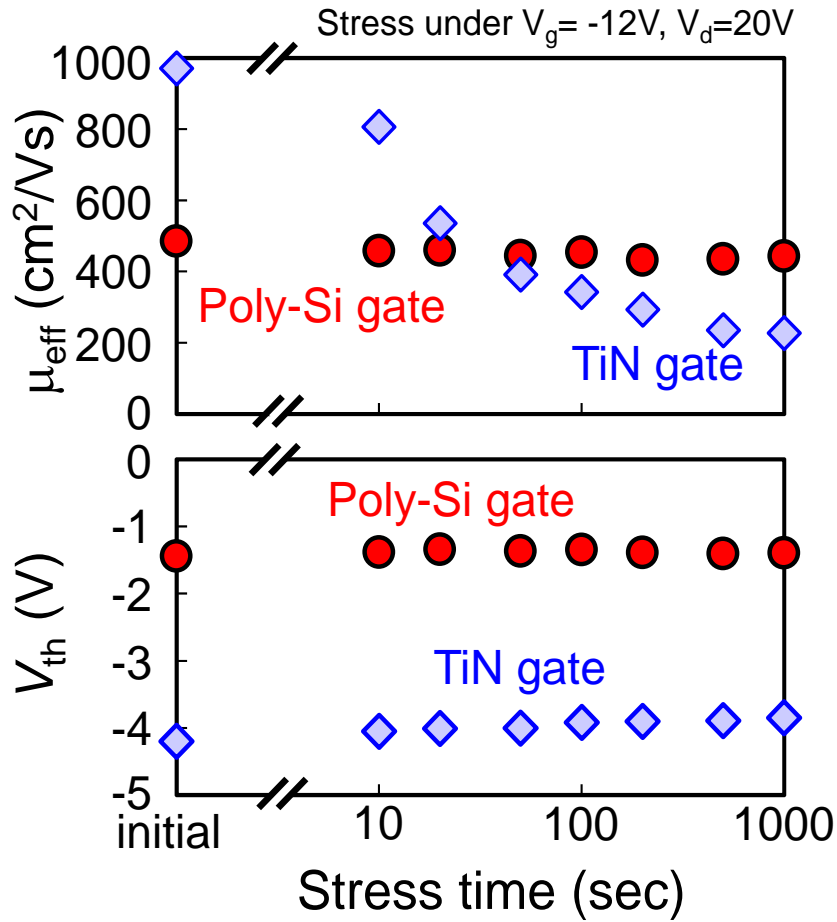 Stress under Vg= -12V, Vd=20V
μeff (cm2/Vs)
1000
800
600
400
200
0
Poly-Si gate
TiN gate
Vth (V)
0
-1
-2
-3
-4
-5
Poly-Si gate
TiN gate
initial
10
100
1000
Stress time (sec)